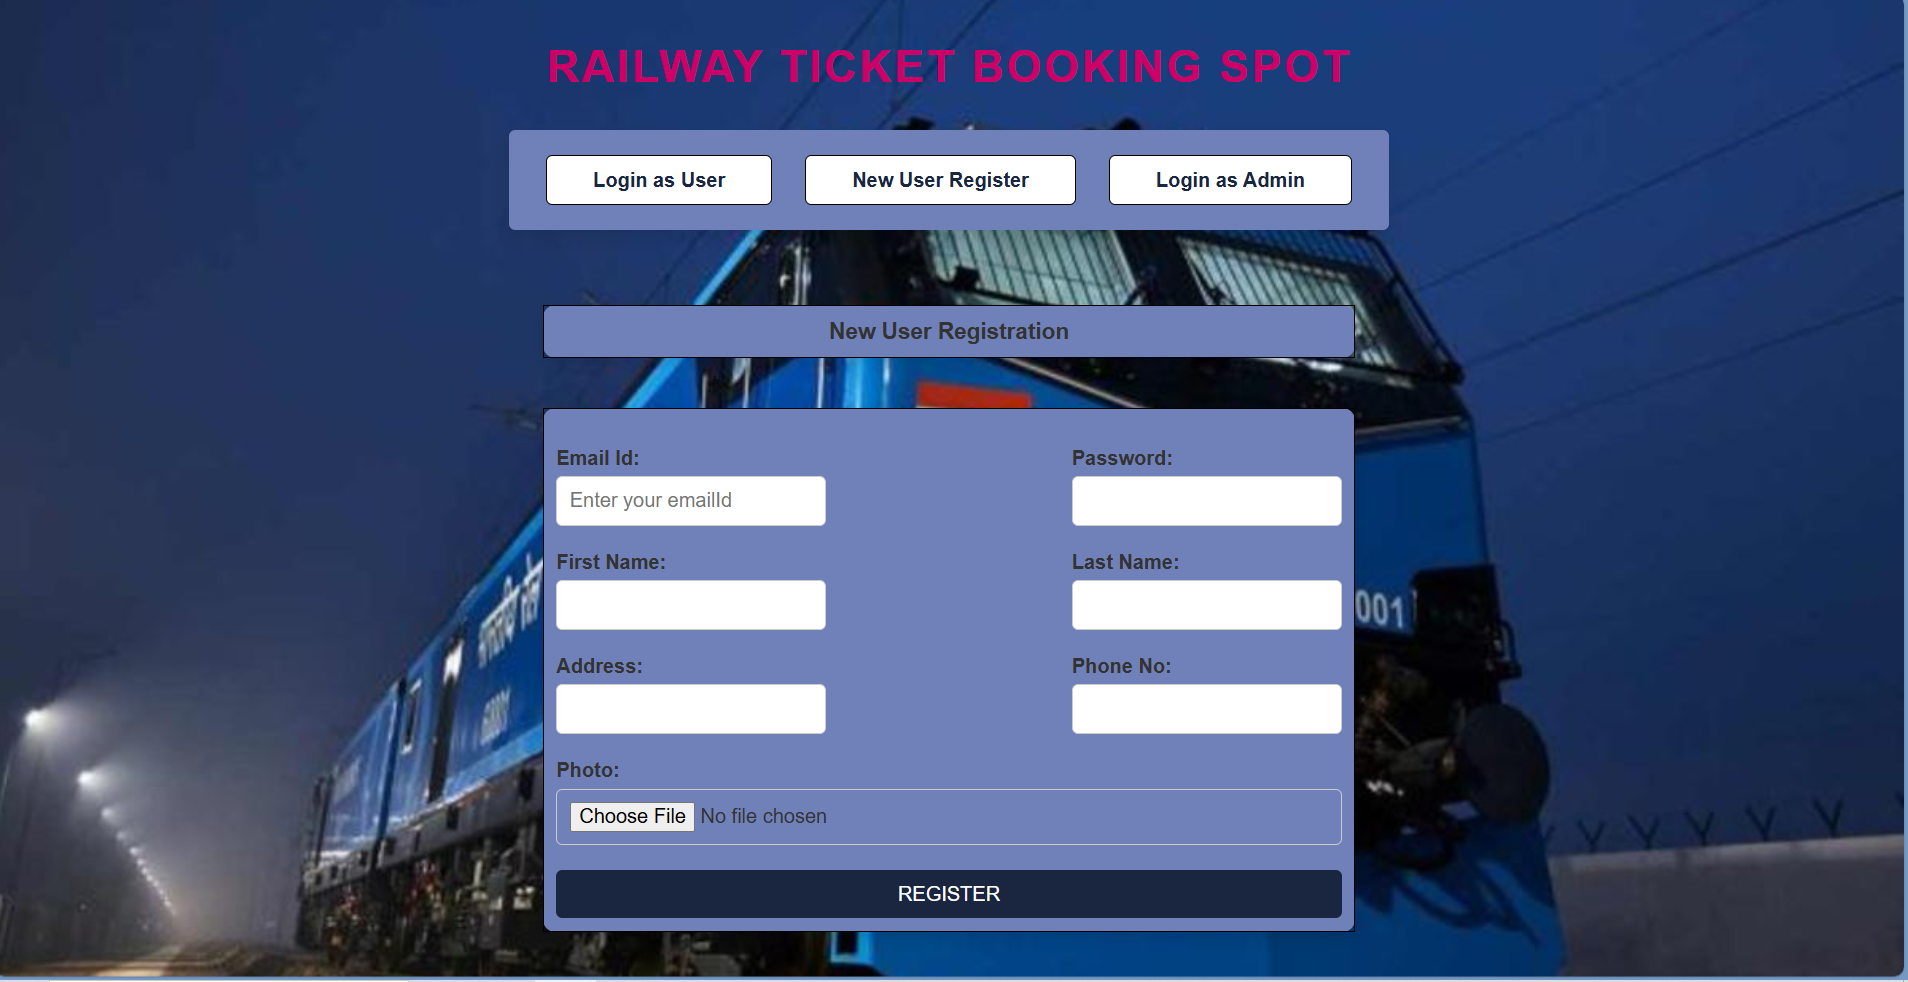 RAILWAY TICKET BOOKING SPOT
Login as User
New User Register
Login as Admin
New User Registration
Email Id:
Password:
Enter your emailId
First Name:
Last Name:
001
Address:
Phone No:
Photo:
Choose File No file chosen
REGISTER